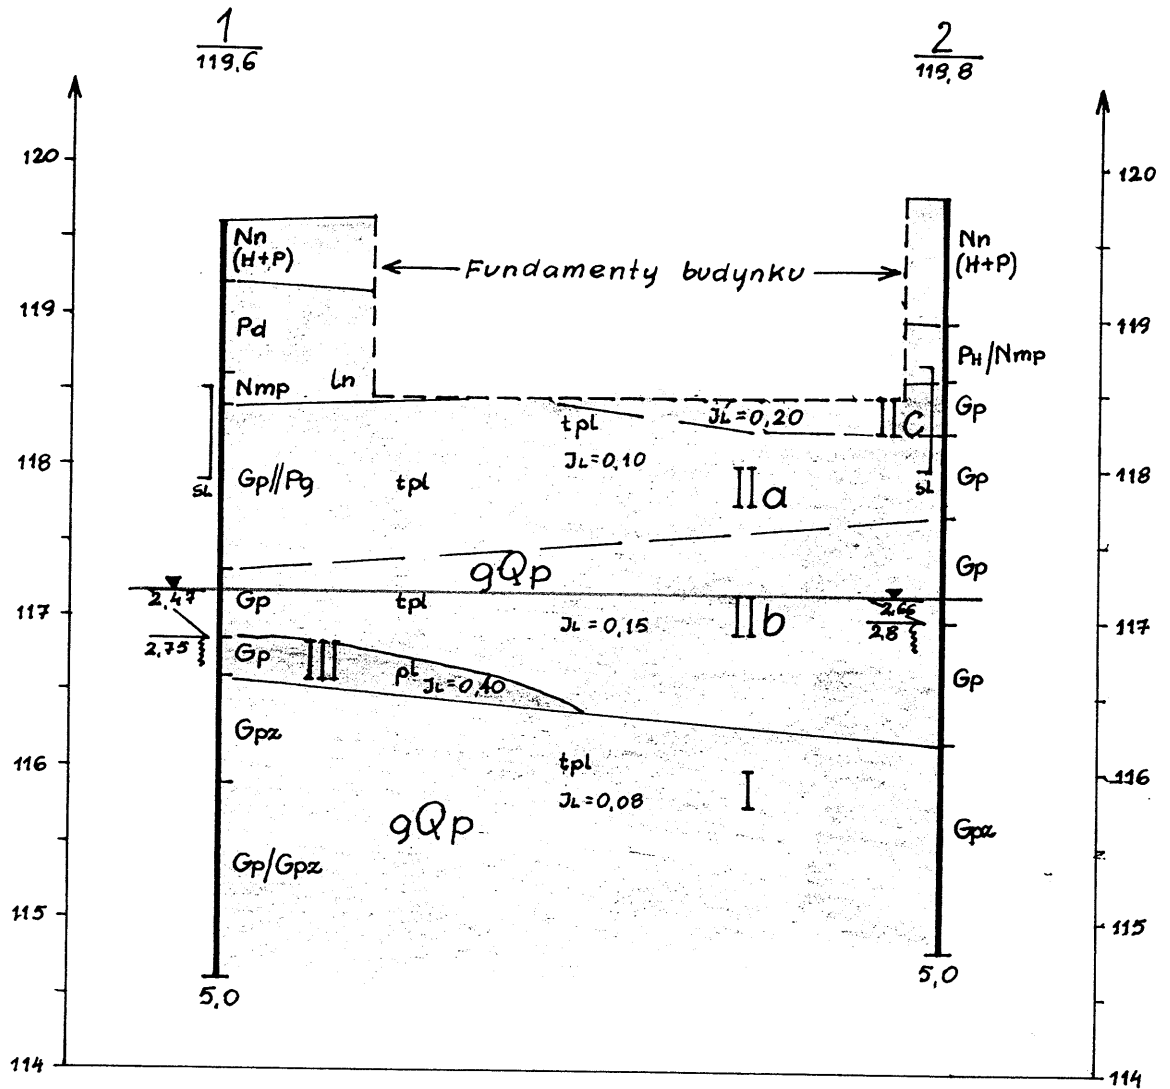 1
119,6
2
119,8
120
119
118
117
116
115
114
120
119
118
117
116
115
114
Nn
(H+P)
Pd
Nmp
ln
SL
Gp//Pg
tpl
Fundamenty budynku
Nn
(H+P)
PH/Nmp
Gp
IIc
JL=0,20
tpl
JL=0,10
IIa
Gp
SL
gQp
Gp
2,47
Gp
tpl
JL=0,15
IIb
2,66
2,8
2,75
Gp
III
pl
JL=0,40
Gp
Gpz
tpl
JL=0,08
I
gQp
Gpz
Gp/Gpz
5,0
5,0